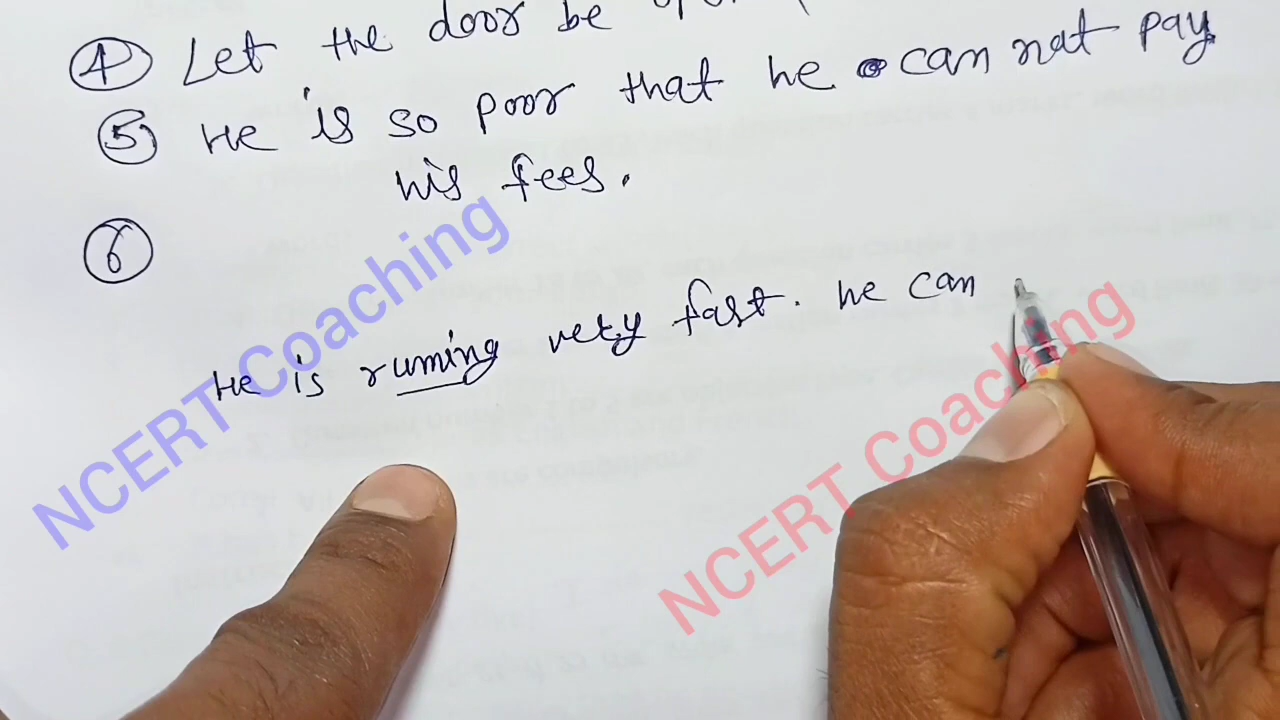 ④ Let the door be
⑤ He is so poor that he can not pay
his fees.
⑥
He is ruming very fast. he can
NCERT Coaching
NCERT Coaching